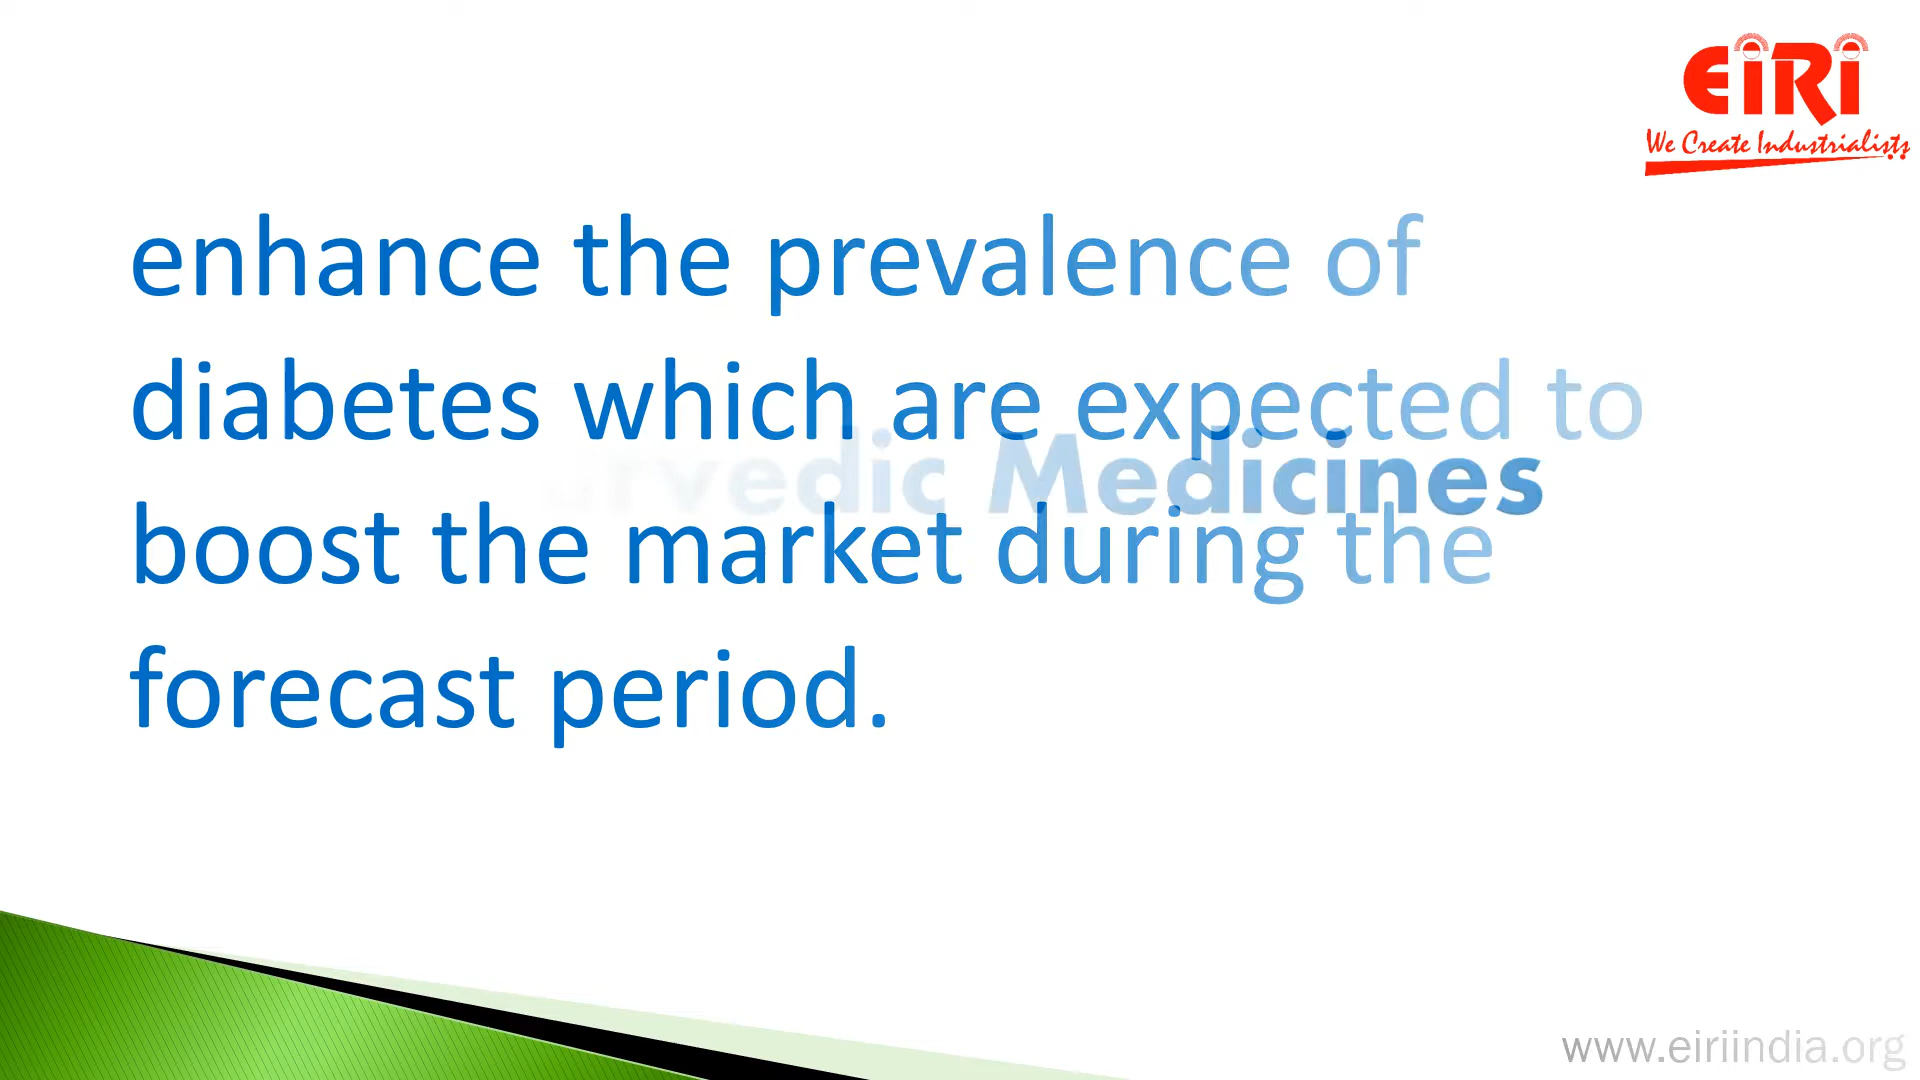 EiRi
We Create Industrialists
enhance the prevalence of
diabetes which are expected to
Medicines
boost the market during the
forecast period.
www.eiriindia.org